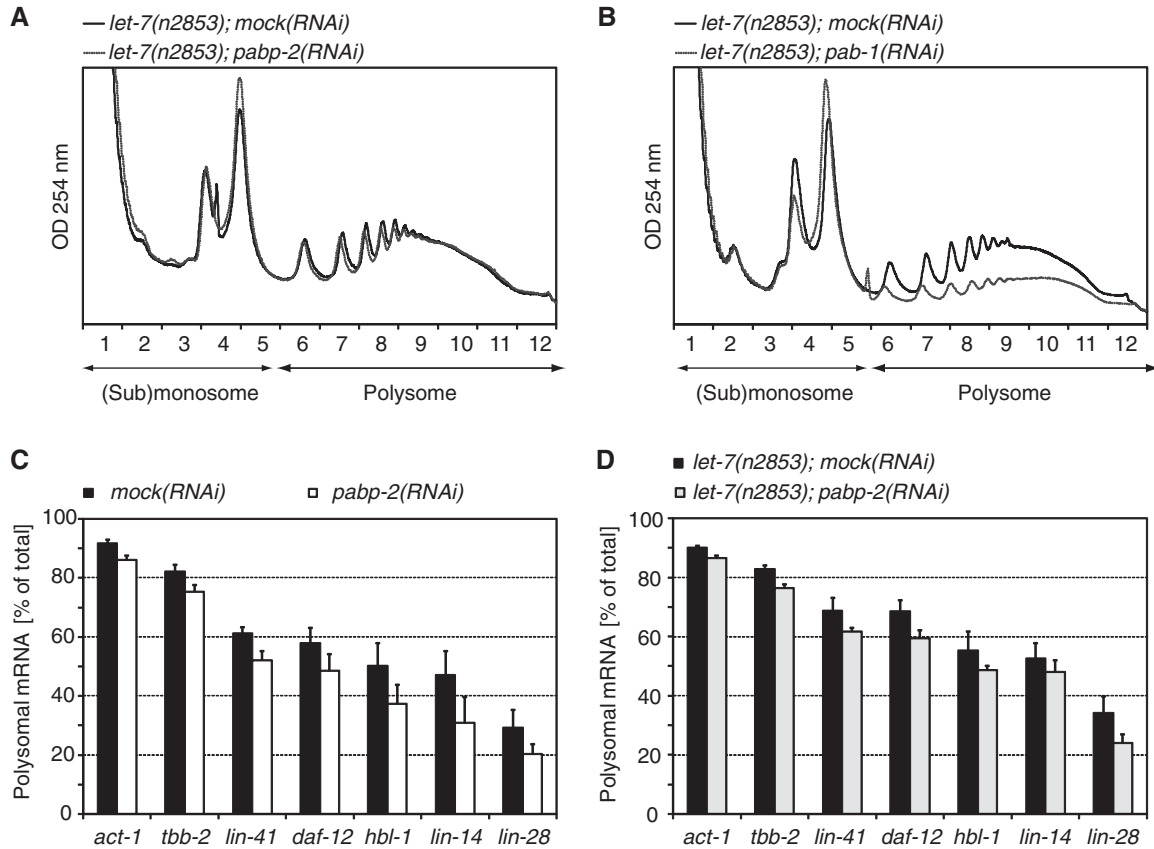 A
let-7(n2853); mock(RNAi)
let-7(n2853); pabp-2(RNAi)
OD 254 nm
1 2 3 4 5 6 7 8 9 10 11 12
(Sub)monosome Polysome
B
let-7(n2853); mock(RNAi)
let-7(n2853); pab-1(RNAi)
OD 254 nm
1 2 3 4 5 6 7 8 9 10 11 12
(Sub)monosome Polysome
C
mock(RNAi) pabp-2(RNAi)
Polysomal mRNA [% of total]
100
80
60
40
20
0
act-1 tbb-2 lin-41 daf-12 hbl-1 lin-14 lin-28
D
let-7(n2853); mock(RNAi)
let-7(n2853); pabp-2(RNAi)
Polysomal mRNA [% of total]
100
80
60
40
20
0
act-1 tbb-2 lin-41 daf-12 hbl-1 lin-14 lin-28